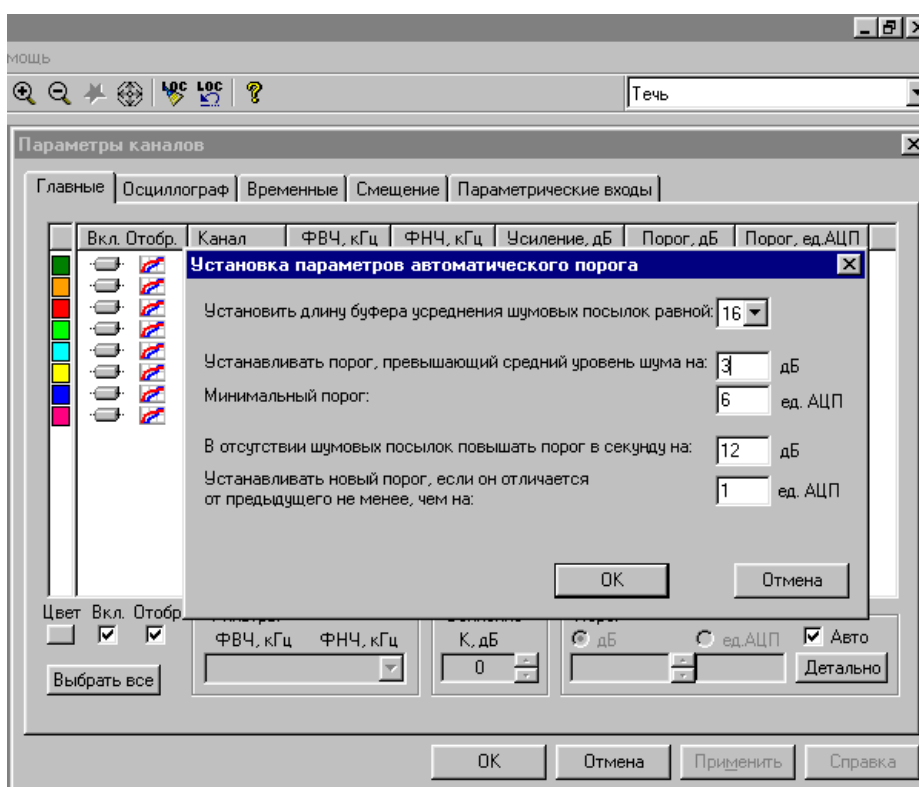 мощь
LOC LOC ?
Течь
Параметры каналов
Главные Осциллограф Временные Смещение Параметрические входы
Вкл. Отобр. Канал ФВЧ, кГц ФНЧ, кГц Усиление, дБ Порог, дБ Порог, ед.АЦП
Установка параметров автоматического порога
Установить длину буфера усреднения шумовых посылок равной: 16
Устанавливать порог, превышающий средний уровень шума на: 3 дБ
Минимальный порог: 6 ед. АЦП
В отсутствии шумовых посылок повышать порог в секунду на: 12 дБ
Устанавливать новый порог, если он отличается
от предыдущего не менее, чем на: 1 ед. АЦП
OK Отмена
Цвет Вкл. Отобр
ФВЧ, кГц ФНЧ, кГц К, дБ дБ ед.АЦП Авто
0
Выбрать все Детально
OK Отмена Применить Справка